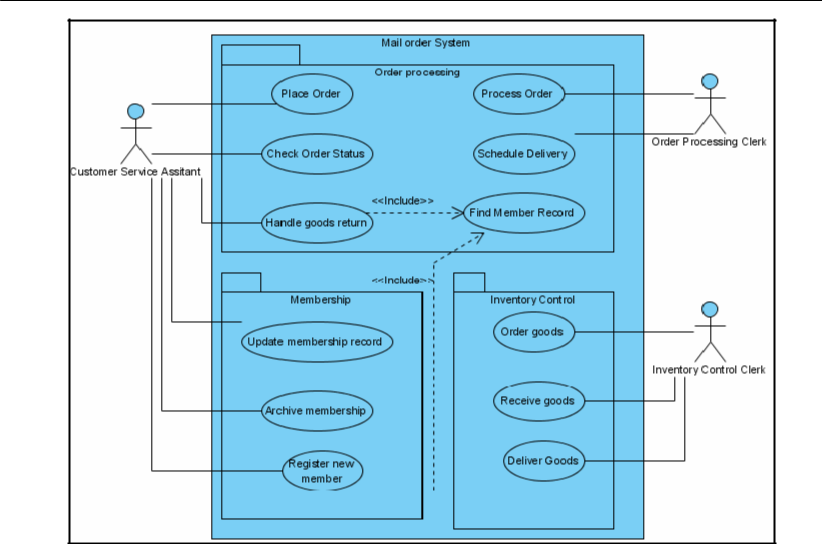 Mail order System
Order processing
Place Order
Process Order
Check Order Status
Schedule Delivery
Order Processing Clerk
Customer Service Assitant
<<Include>>
Handle goods return
Find Member Record
<<Include>>
Membership
Inventory Control
Order goods
Update membership record
Inventory Control Clerk
Receive goods
Archive membership
Deliver Goods
Register new
member